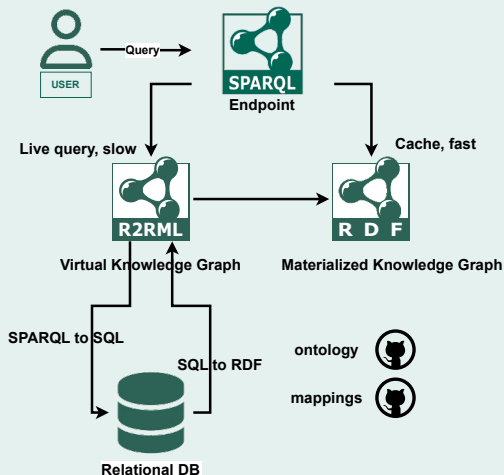 Query
USER
SPARQL
Endpoint
Live query, slow
Cache, fast
R2RML
R D F
Virtual Knowledge Graph
Materialized Knowledge Graph
SPARQL to SQL
SQL to RDF
ontology
mappings
Relational DB